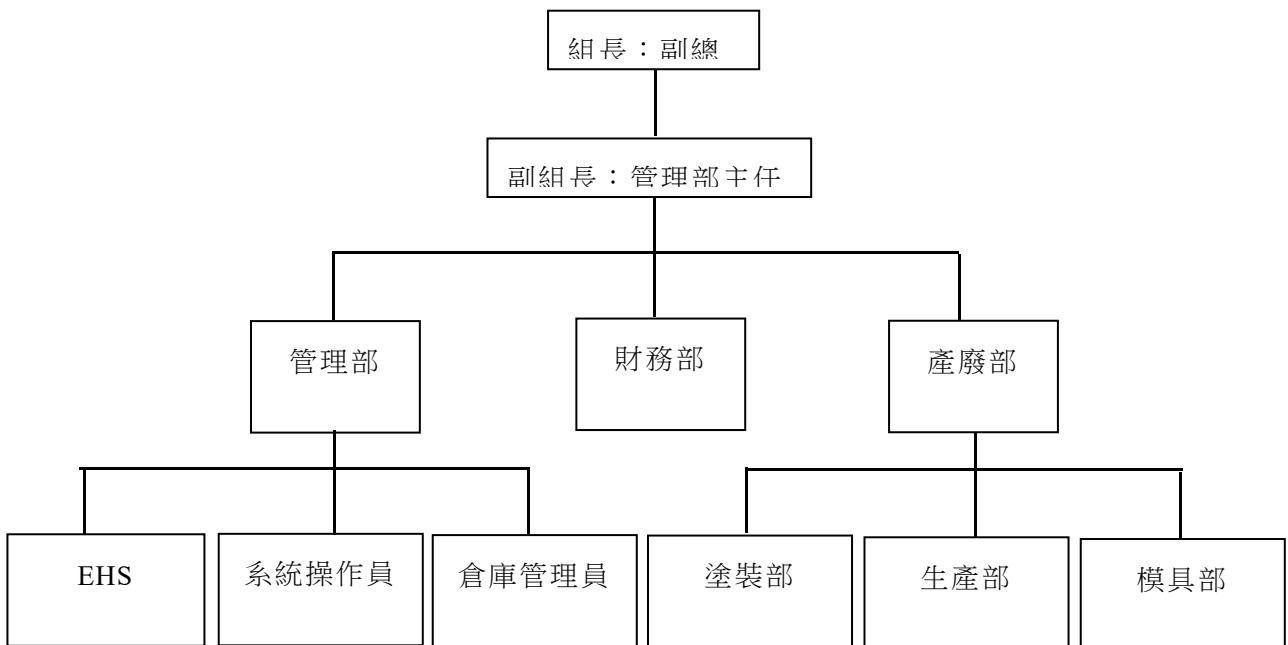 組長：副總
副組長：管理部主任
管理部
財務部
產廢部
EHS
系統操作員
倉庫管理員
塗裝部
生產部
模具部